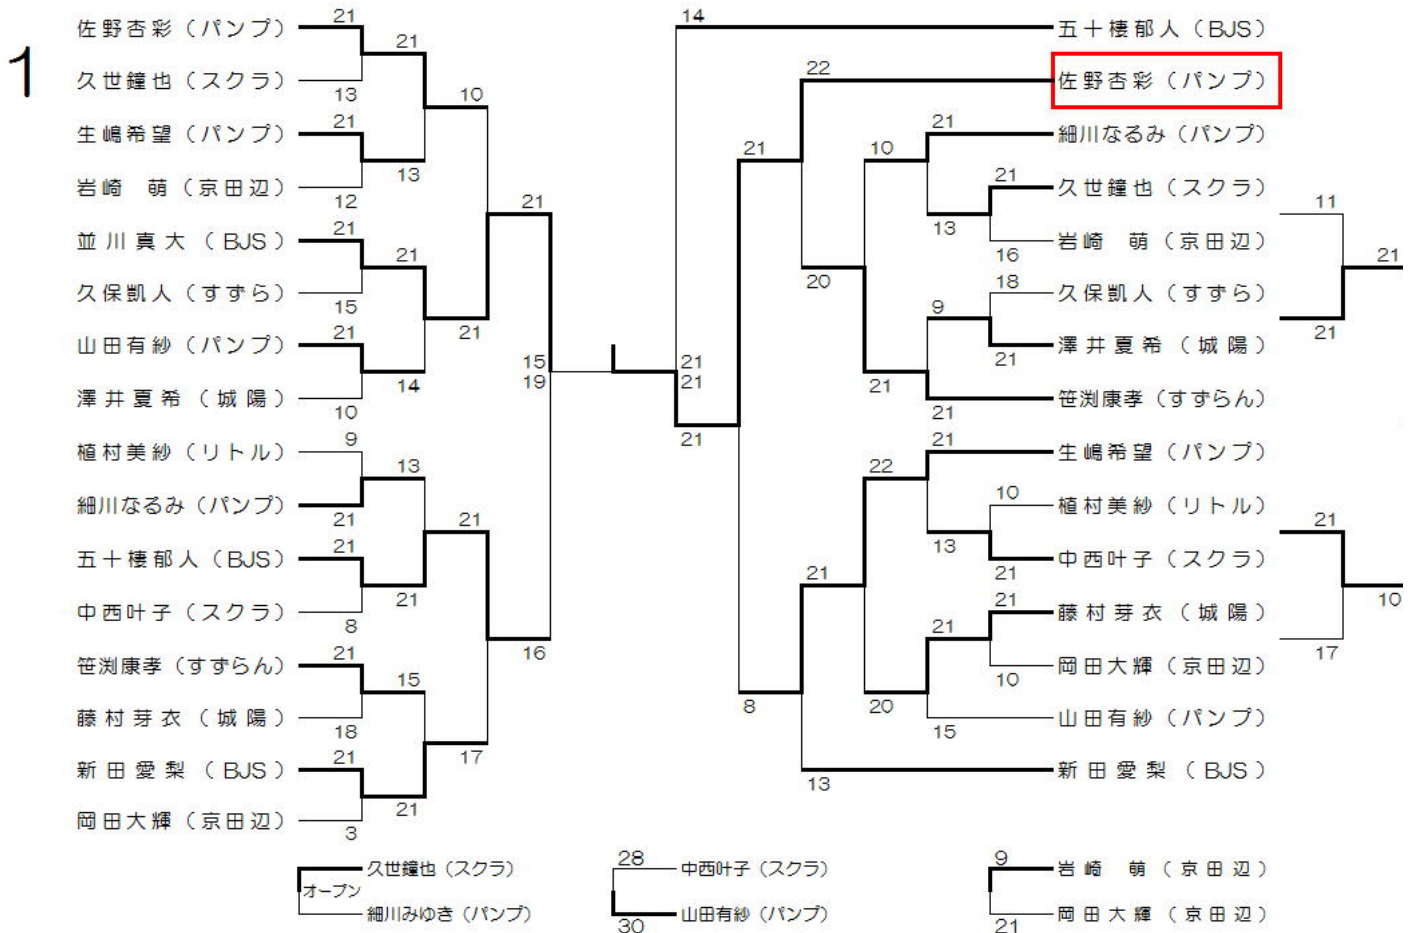 1
佐野杏彩（パンプ）
21
21
久世鐘也（スクラ）
13
10
生嶋希望（パンプ）
21
13
岩崎　萌（京田辺）
12
21
並川真大（BJS）
21
21
久保凱人（すずら）
15
21
山田有紗（パンプ）
21
14
澤井夏希（城陽）
10
15
19
植村美紗（リトル）
9
13
細川なるみ（パンプ）
21
21
五十棲郁人（BJS）
21
21
中西叶子（スクラ）
8
16
笹渕康孝（すずらん）
21
15
藤村芽衣（城陽）
18
17
新田愛梨（BJS）
21
21
岡田大輝（京田辺）
3
14
五十棲郁人（BJS）
22
佐野杏彩（パンプ）
21
10
21
細川なるみ（パンプ）
21
久世鐘也（スクラ）
13
16
岩崎　萌（京田辺）
20
18
久保凱人（すずら）
9
21
澤井夏希（城陽）
21
21
21
21
笹渕康孝（すずらん）
21
22
21
生嶋希望（パンプ）
10
植村美紗（リトル）
13
21
中西叶子（スクラ）
21
21
21
藤村芽衣（城陽）
10
岡田大輝（京田辺）
8
20
15
山田有紗（パンプ）
13
新田愛梨（BJS）
11
21
21
21
10
17
久世鐘也（スクラ）
オープン
細川みゆき（パンプ）
28
中西叶子（スクラ）
30
山田有紗（パンプ）
9
岩崎　萌（京田辺）
21
岡田大輝（京田辺）